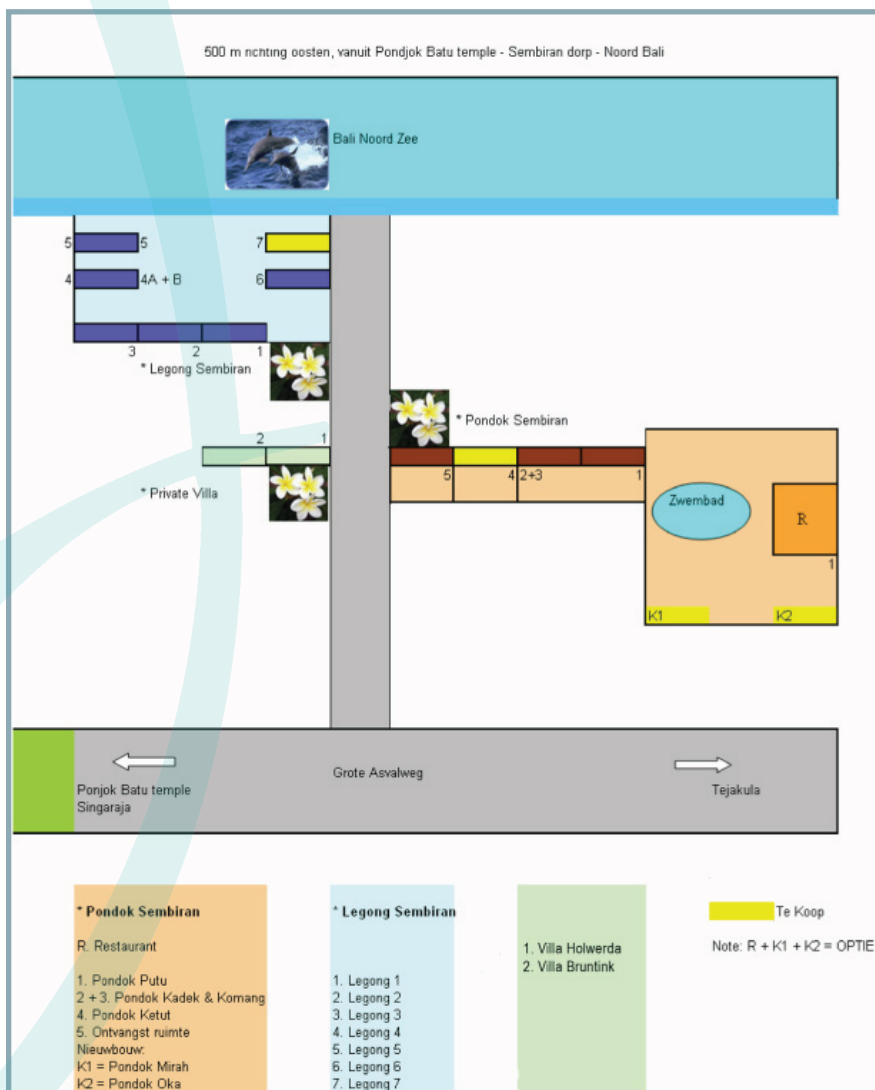 500 m richting oosten, vanuit Pondjok Batu temple - Sembiran dorp - Noord Bali
Bali Noord Zee
5 5 7
4 4A + B 6
3 2 1
* Legong Sembiran
* Pondok Sembiran
2 1
5 4 2+3 1
* Private Villa
Zwembad
R
1
K1 K2
Grote Asvalweg
Ponjok Batu temple
Singaraja
Tejakula
* Pondok Sembiran
R. Restaurant
1. Pondok Putu
2 + 3. Pondok Kadek & Komang
4. Pondok Ketut
5. Ontvangst ruimte
Nieuwbouw:
K1 = Pondok Mirah
K2 = Pondok Oka
* Legong Sembiran
1. Legong 1
2. Legong 2
3. Legong 3
4. Legong 4
5. Legong 5
6. Legong 6
7. Legong 7
1. Villa Holwerda
2. Villa Bruntink
Te Koop
Note: R + K1 + K2 = OPTIE